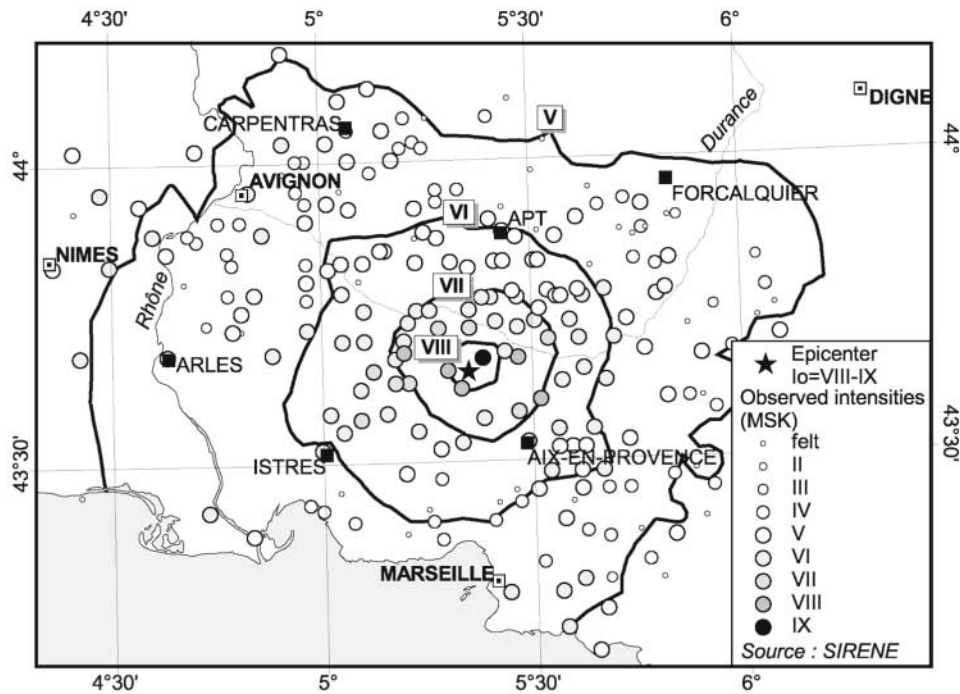 4°30' 5° 5°30' 6°
DIGNE
V
CARPENTRAS
Durance
44° 44°
AVIGNON
FORCALQUIER
VI
APT
NIMES
VII
Rhône
VIII
ARLES
Epicenter
Io=VIII-IX
Observed intensities
(MSK)
felt
II
III
IV
V
VI
VII
VIII
IX
Source : SIRENE
43°30' 43°30'
ISTRES
AIX-EN-PROVENCE
MARSEILLE
4°30' 5° 5°30' 6°